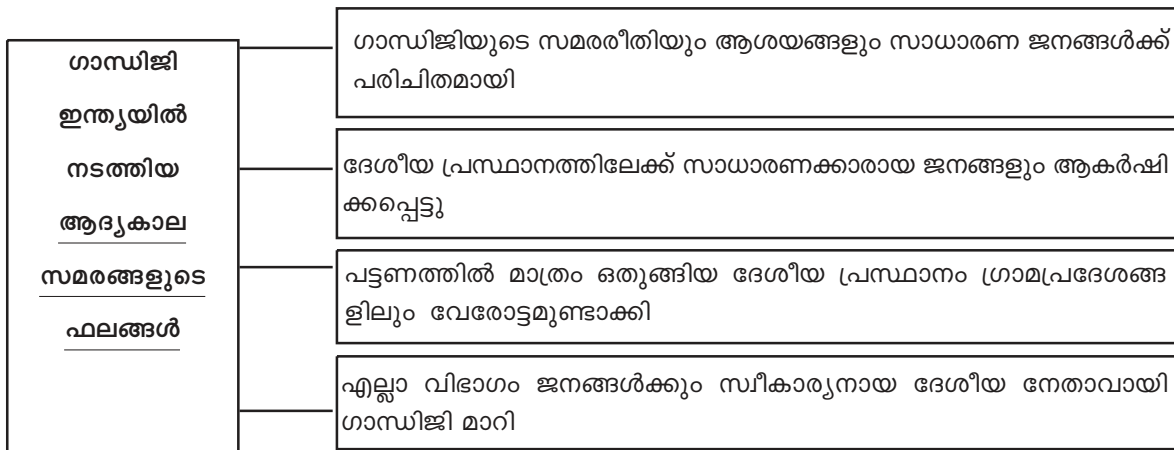 ഗാന്ധിജി
ഇന്ത്യയിൽ
നടത്തിയ
ആദ്യകാല
സമരങ്ങളുടെ
ഫലങ്ങൾ
ഗാന്ധിജിയുടെ സമരരീതിയും ആശയങ്ങളും സാധാരണ ജനങ്ങൾക്ക്
പരിചിതമായി
ദേശീയ പ്രസ്ഥാനത്തിലേക്ക് സാധാരണക്കാരായ ജനങ്ങളും ആകർഷി
ക്കപ്പെട്ടു
പട്ടണത്തിൽ മാത്രം ഒതുങ്ങിയ ദേശീയ പ്രസ്ഥാനം ഗ്രാമപ്രദേശങ്ങ
ളിലും വേരോട്ടമുണ്ടാക്കി
എല്ലാ വിഭാഗം ജനങ്ങൾക്കും സ്വീകാര്യനായ ദേശീയ നേതാവായി
ഗാന്ധിജി മാറി